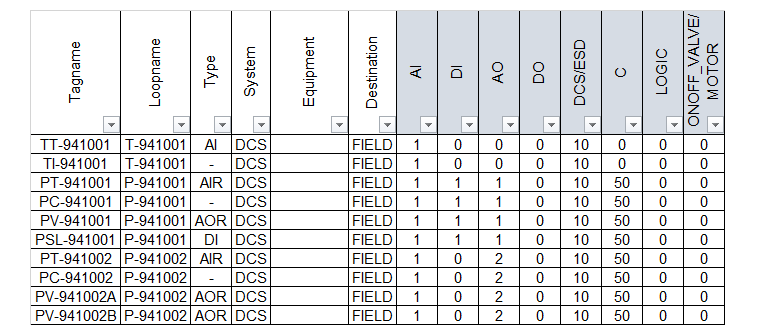 Tagname Loopname Type System Equipment Destination AI DI AO DO DCS/ESD C LOGIC ONOFF_VALVE/
MOTOR
TT-941001 T-941001 AI DCS FIELD 1 0 0 0 10 0 0 0
TI-941001 T-941001 - DCS FIELD 1 0 0 0 10 0 0 0
PT-941001 P-941001 AIR DCS FIELD 1 1 1 0 10 50 0 0
PC-941001 P-941001 - DCS FIELD 1 1 1 0 10 50 0 0
PV-941001 P-941001 AOR DCS FIELD 1 1 1 0 10 50 0 0
PSL-941001 P-941001 DI DCS FIELD 1 1 1 0 10 50 0 0
PT-941002 P-941002 AIR DCS FIELD 1 0 2 0 10 50 0 0
PC-941002 P-941002 - DCS FIELD 1 0 2 0 10 50 0 0
PV-941002A P-941002 AOR DCS FIELD 1 0 2 0 10 50 0 0
PV-941002B P-941002 AOR DCS FIELD 1 0 2 0 10 50 0 0